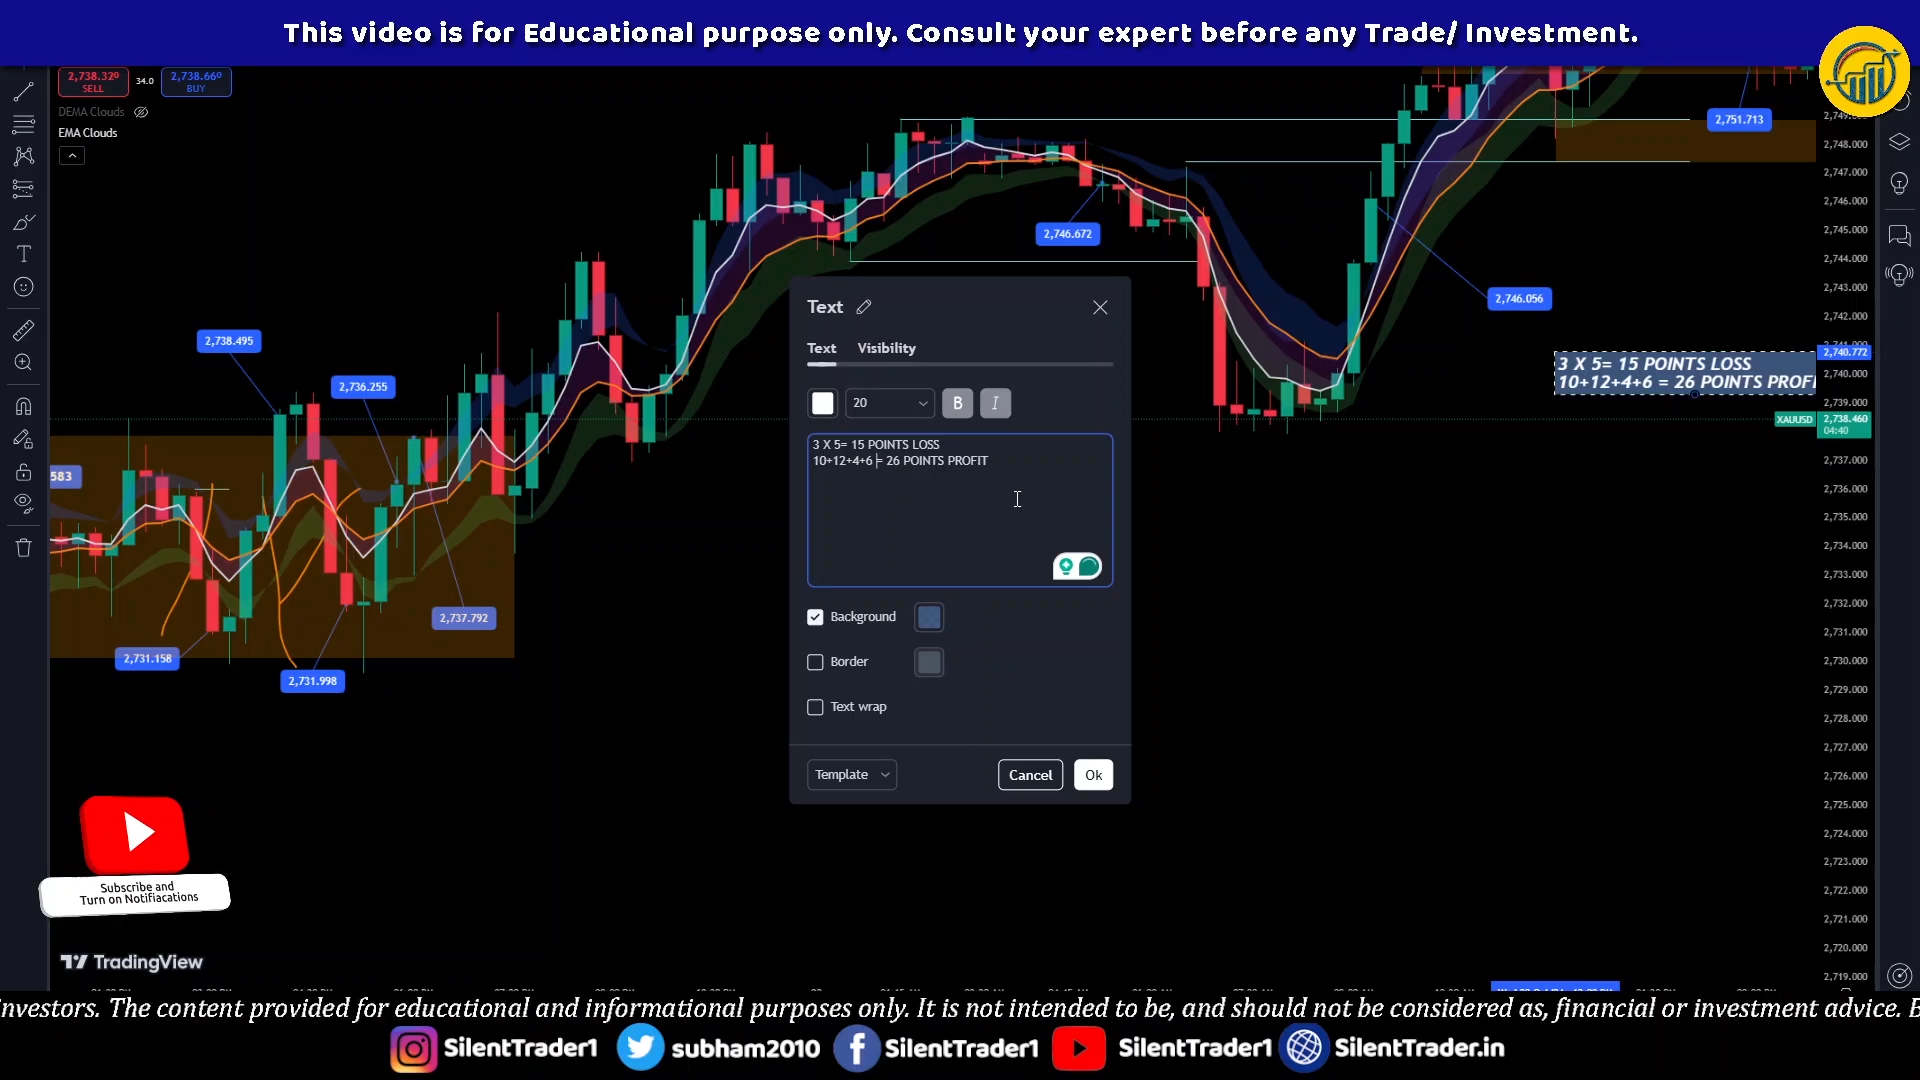 This video is for Educational purpose only. Consult your expert before any Trade/ Investment.
2,738.320
SELL
34.0
2,738.660
BUY
DEMA Clouds
EMA Clouds
2,751.713
2,748.000
2,747.000
2,746.000
2,745.000
2,744.000
2,743.000
2,742.000
2,740.772
2,740.000
2,739.000
XAUUSD
2,738.460
04:40
2,737.000
2,736.000
2,735.000
2,734.000
2,733.000
2,732.000
2,731.000
2,730.000
2,729.000
2,728.000
2,727.000
2,726.000
2,725.000
2,724.000
2,723.000
2,722.000
2,721.000
2,720.000
2,719.000
2,746.672
2,746.056
2,738.495
2,736.255
583
2,737.792
2,731.158
2,731.998
3 X 5= 15 POINTS LOSS
10+12+4+6 = 26 POINTS PROFI
Text
Text Visibility
20
B I
3 X 5= 15 POINTS LOSS
10+12+4+6 = 26 POINTS PROFIT
Background
Border
Text wrap
Template
Cancel
Ok
Subscribe and
Turn on Notifiacations
TradingView
investors. The content provided for educational and informational purposes only. It is not intended to be, and should not be considered as, financial or investment advice. B
SilentTrader1 subham2010 SilentTrader1 SilentTrader1 SilentTrader.in